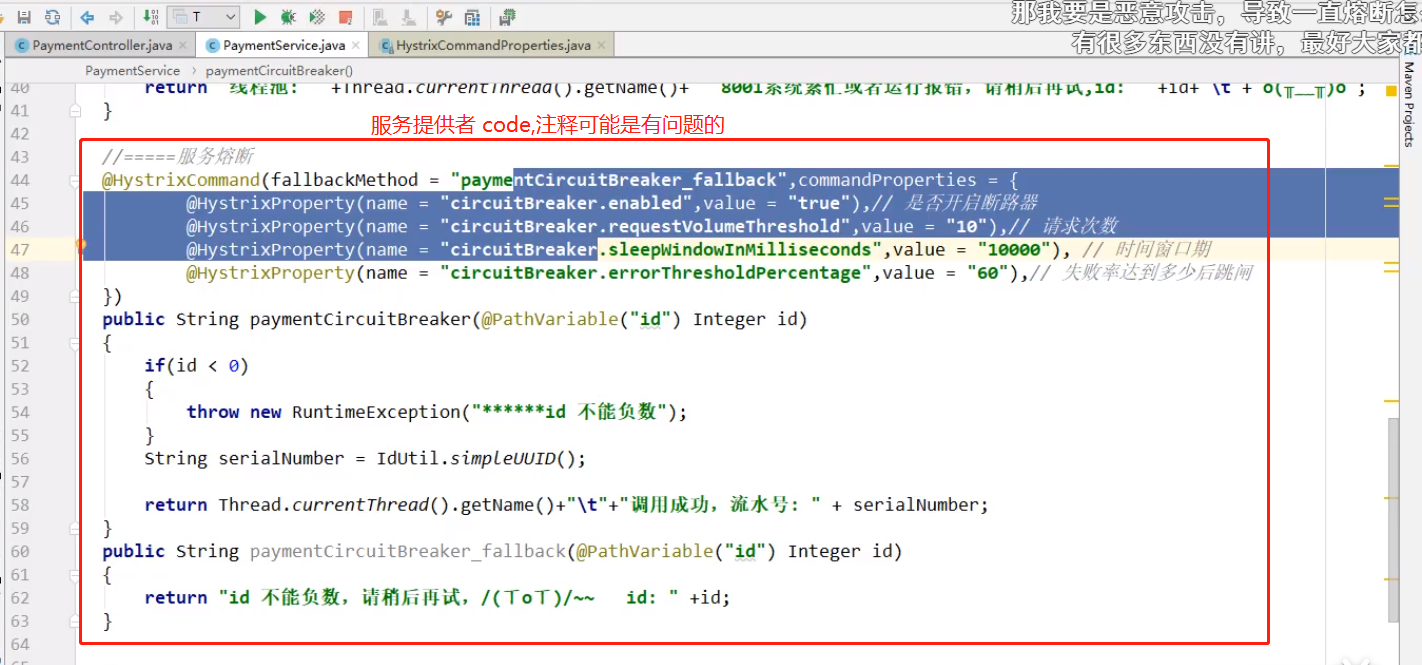 那我要是恶意攻击，导致一直熔断怎
有很多东西没有讲，最好大家都
T
PaymentController.java
PaymentService.java
HystrixCommandProperties.java
PaymentService
paymentCircuitBreaker()
Maven Projects
40 return "线程池: "+Thread.currentThread().getName()+" 8001系统繁忙或者运行报错，请稍后再试,id: "+id+"\t"+"o(╥﹏╥)o";
41 }
42
服务提供者 code,注释可能是有问题的
43 //=====服务熔断
44 @HystrixCommand(fallbackMethod = "paymentCircuitBreaker_fallback",commandProperties = {
45 @HystrixProperty(name = "circuitBreaker.enabled",value = "true"),// 是否开启断路器
46 @HystrixProperty(name = "circuitBreaker.requestVolumeThreshold",value = "10"),// 请求次数
47 @HystrixProperty(name = "circuitBreaker.sleepWindowInMilliseconds",value = "10000"), // 时间窗口期
48 @HystrixProperty(name = "circuitBreaker.errorThresholdPercentage",value = "60"),// 失败率达到多少后跳闸
49 })
50 public String paymentCircuitBreaker(@PathVariable("id") Integer id)
51 {
52 if(id < 0)
53 {
54 throw new RuntimeException("******id 不能负数");
55 }
56 String serialNumber = IdUtil.simpleUUID();
57
58 return Thread.currentThread().getName()+"\t"+"调用成功，流水号: " + serialNumber;
59 }
60 public String paymentCircuitBreaker_fallback(@PathVariable("id") Integer id)
61 {
62 return "id 不能负数，请稍后再试，/(ㄒoㄒ)/~~ id: " +id;
63 }
64